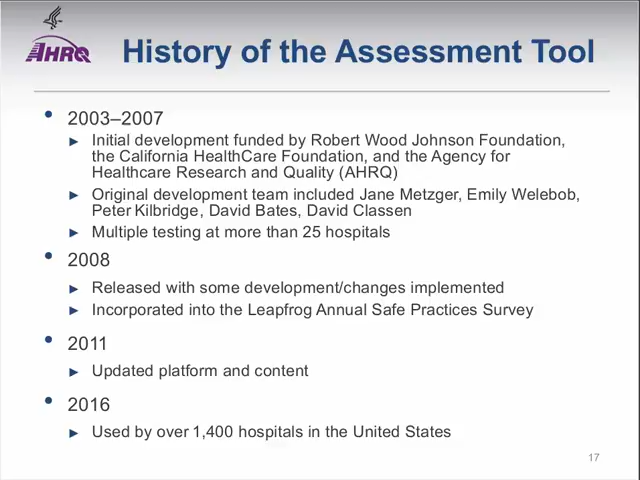 AHRQ
History of the Assessment Tool
• 2003–2007
► Initial development funded by Robert Wood Johnson Foundation,
the California HealthCare Foundation, and the Agency for
Healthcare Research and Quality (AHRQ)
► Original development team included Jane Metzger, Emily Welebob,
Peter Kilbridge, David Bates, David Classen
► Multiple testing at more than 25 hospitals
• 2008
► Released with some development/changes implemented
► Incorporated into the Leapfrog Annual Safe Practices Survey
• 2011
► Updated platform and content
• 2016
► Used by over 1,400 hospitals in the United States
17